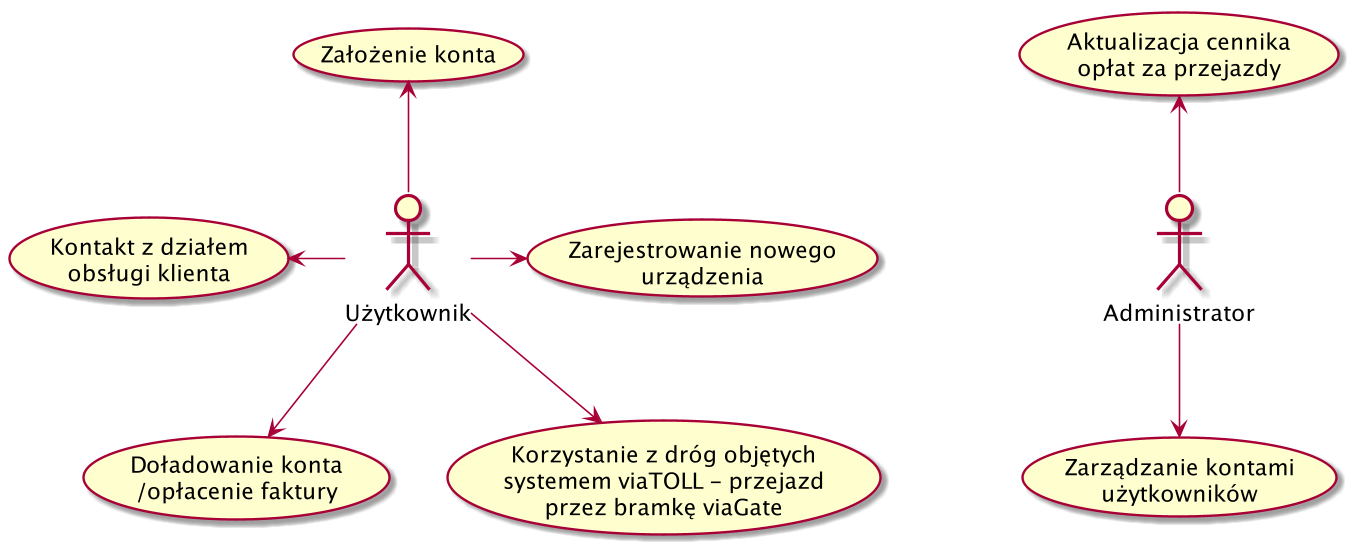 Założenie konta
Aktualizacja cennika
opłat za przejazdy
Kontakt z działem
obsługi klienta
Zarejestrowanie nowego
urządzenia
Użytkownik
Administrator
Doładowanie konta
/opłacenie faktury
Korzystanie z dróg objętych
systemem viaTOLL - przejazd
przez bramkę viaGate
Zarządzanie kontami
użytkowników